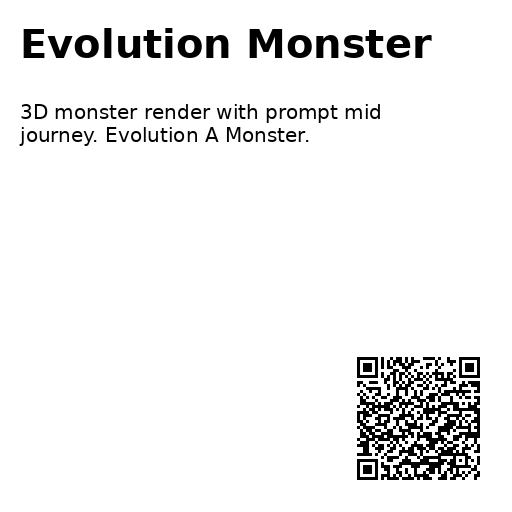 Evolution Monster
3D monster render with prompt mid
journey. Evolution A Monster.